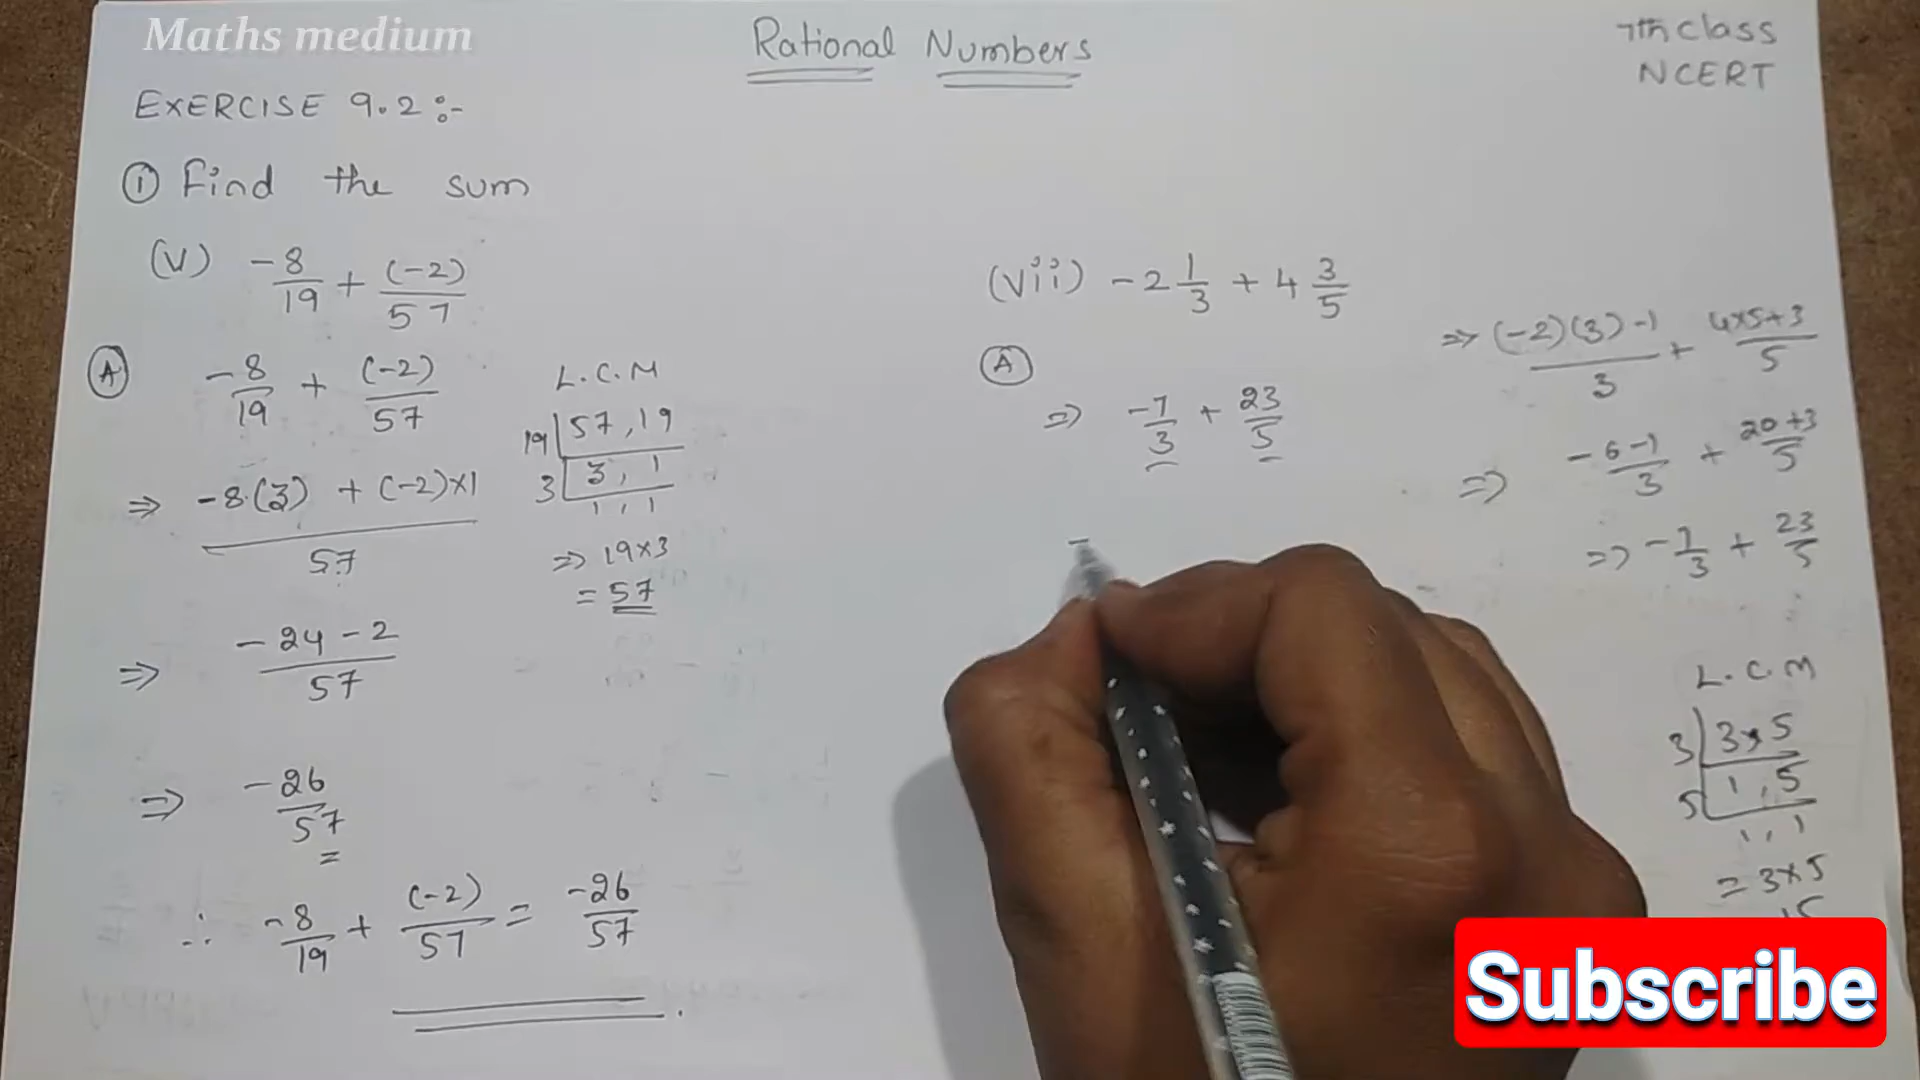 Maths medium
Rational Numbers
7th Class
NCERT
EXERCISE 9.2 :-
① Find the sum
(v) -8/19 + (-2)/57
Ⓐ -8/19 + (-2)/57
L.C.M
19 | 57, 19
3 | 3, 1
1, 1
⇒ 19×3
= 57
⇒ -8(3) + (-2)×1 / 57
⇒ -24-2 / 57
⇒ -26/57
=
∴ -8/19 + (-2)/57 = -26/57
(vii) -2 1/3 + 4 3/5
Ⓐ
⇒ -7/3 + 23/5
⇒ (-2)(3)-1 / 3 + 4×5+3 / 5
⇒ -6-1 / 3 + 20+3 / 5
⇒ -7/3 + 23/5
L.C.M
3 | 3, 5
5 | 1, 5
1, 1
= 3×5
15
Subscribe